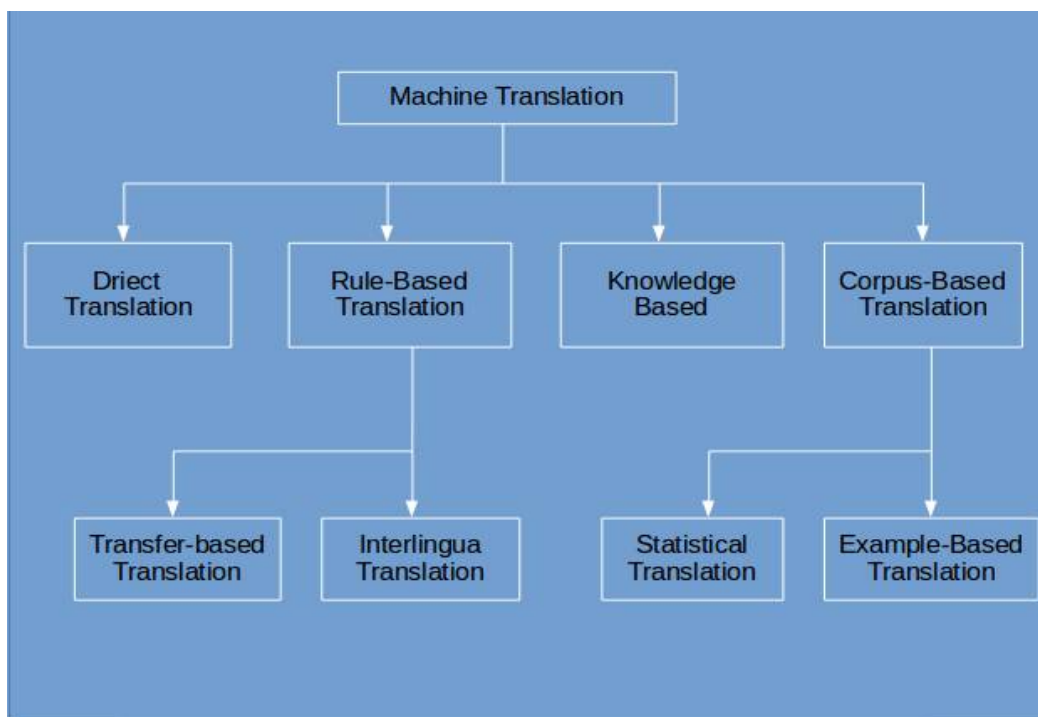 Machine Translation
Driect
Translation
Rule-Based
Translation
Knowledge
Based
Corpus-Based
Translation
Transfer-based
Translation
Interlingua
Translation
Statistical
Translation
Example-Based
Translation